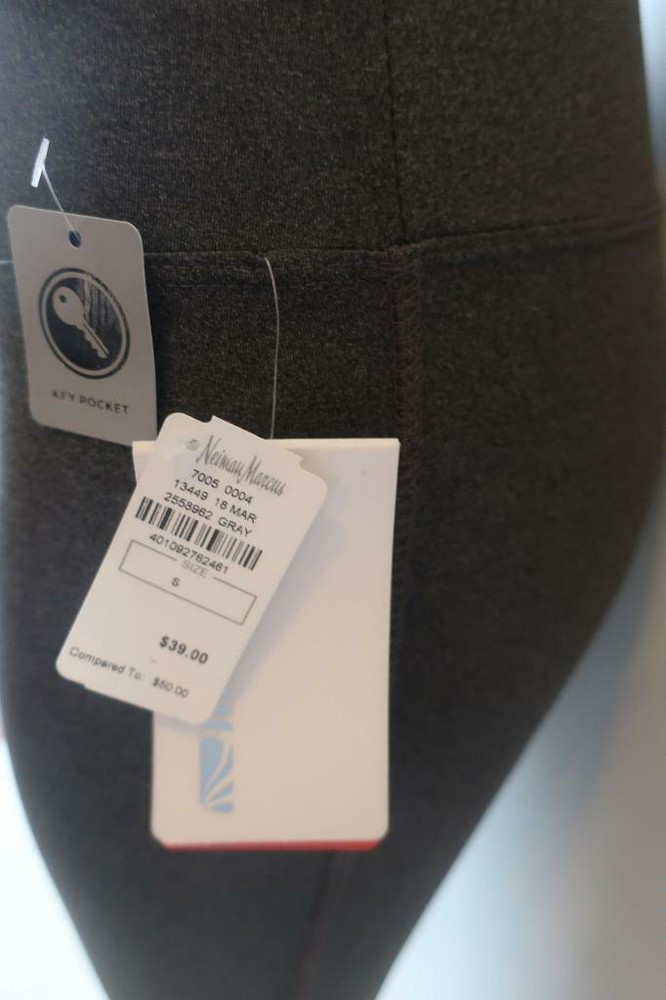 KEY POCKET
Neiman Marcus
7005 0004
13449 18 MAR
2558962 GRAY
401092762461
SIZE
S
$39.00
Compared To: $50.00